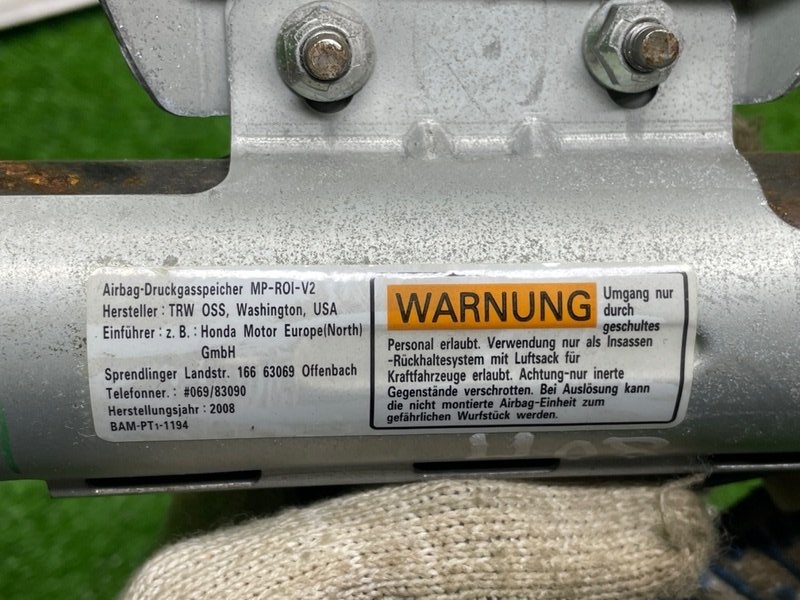 Airbag-Druckgasspeicher MP-ROI-V2
Hersteller : TRW OSS, Washington, USA
Einführer : z. B. : Honda Motor Europe(North)
GmbH
Sprendlinger Landstr. 166 63069 Offenbach
Telefonner. : #069/83090
Herstellungsjahr : 2008
BAM-PT1-1194
WARNUNG Umgang nur
durch
geschultes
Personal erlaubt. Verwendung nur als Insassen
-Rückhaltesystem mit Luftsack für
Kraftfahrzeuge erlaubt. Achtung-nur inerte
Gegenstände verschrotten. Bei Auslösung kann
die nicht montierte Airbag-Einheit zum
gefährlichen Wurfstück werden.